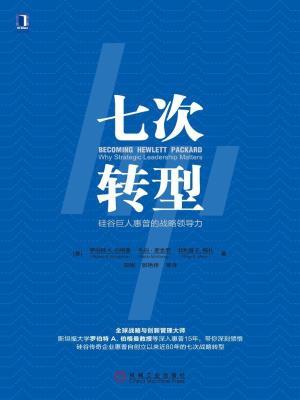 七次
BECOMING HEWLETT PACKARD
Why Strategic Leadership Matters
转型
硅谷巨人惠普的战略领导力
全球战略与创新管理大师
斯坦福大学罗伯特 A. 伯格曼教授等深入惠普15年，带你深刻领悟
硅谷传奇企业惠普自创立以来近80年的七次战略转型
机械工业出版社